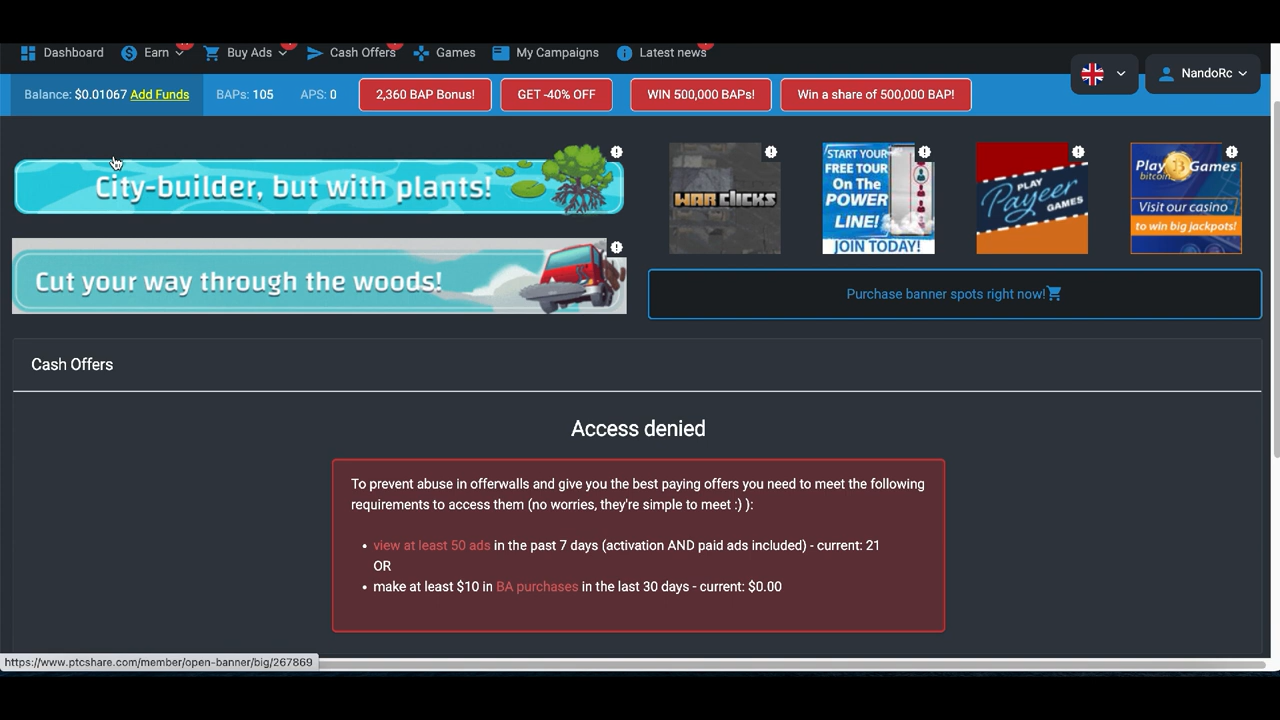 Dashboard Earn Buy Ads Cash Offers Games My Campaigns Latest news
NandoRc
Balance: $0.01067 Add Funds BAPs: 105 APS: 0 2,360 BAP Bonus! GET -40% OFF WIN 500,000 BAPs! Win a share of 500,000 BAP!
City-builder, but with plants!
WAR CLICKS
START YOUR
FREE TOUR
On The
POWER
LINE!
JOIN TODAY!
PLAY
Payeer
GAMES
Play Games
bitcoin
Visit our casino
to win big jackpots!
Cut your way through the woods!
Purchase banner spots right now!
Cash Offers
Access denied
To prevent abuse in offerwalls and give you the best paying offers you need to meet the following
requirements to access them (no worries, they're simple to meet :) ):
• view at least 50 ads in the past 7 days (activation AND paid ads included) - current: 21
OR
• make at least $10 in BA purchases in the last 30 days - current: $0.00
https://www.ptcshare.com/member/open-banner/big/267869